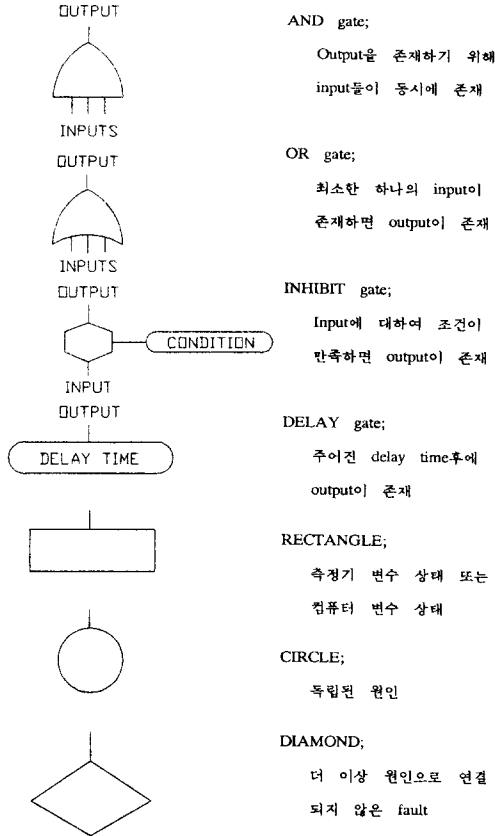 OUTPUT
AND gate;
Output을 존재하기 위해
input들이 동시에 존재
INPUTS
OUTPUT
OR gate;
최소한 하나의 input이
존재하면 output이 존재
INPUTS
OUTPUT
INHIBIT gate;
Input에 대하여 조건이
만족하면 output이 존재
CONDITION
INPUT
OUTPUT
DELAY gate;
주어진 delay time후에
output이 존재
DELAY TIME
RECTANGLE;
측정기 변수 상태 또는
컴퓨터 변수 상태
CIRCLE;
독립된 원인
DIAMOND;
더 이상 원인으로 연결
되지 않은 fault